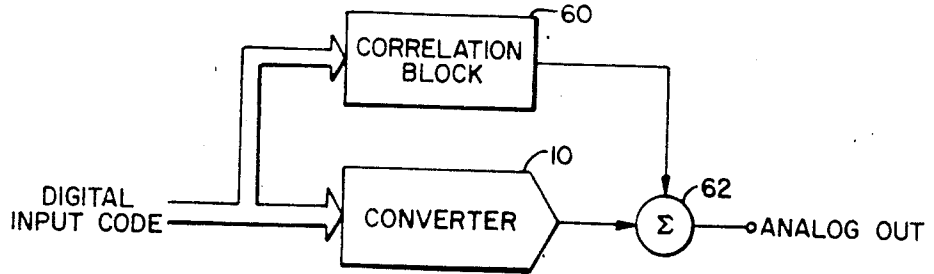 60
CORRELATION
BLOCK
10
DIGITAL
INPUT CODE
CONVERTER
62
Σ
ANALOG OUT